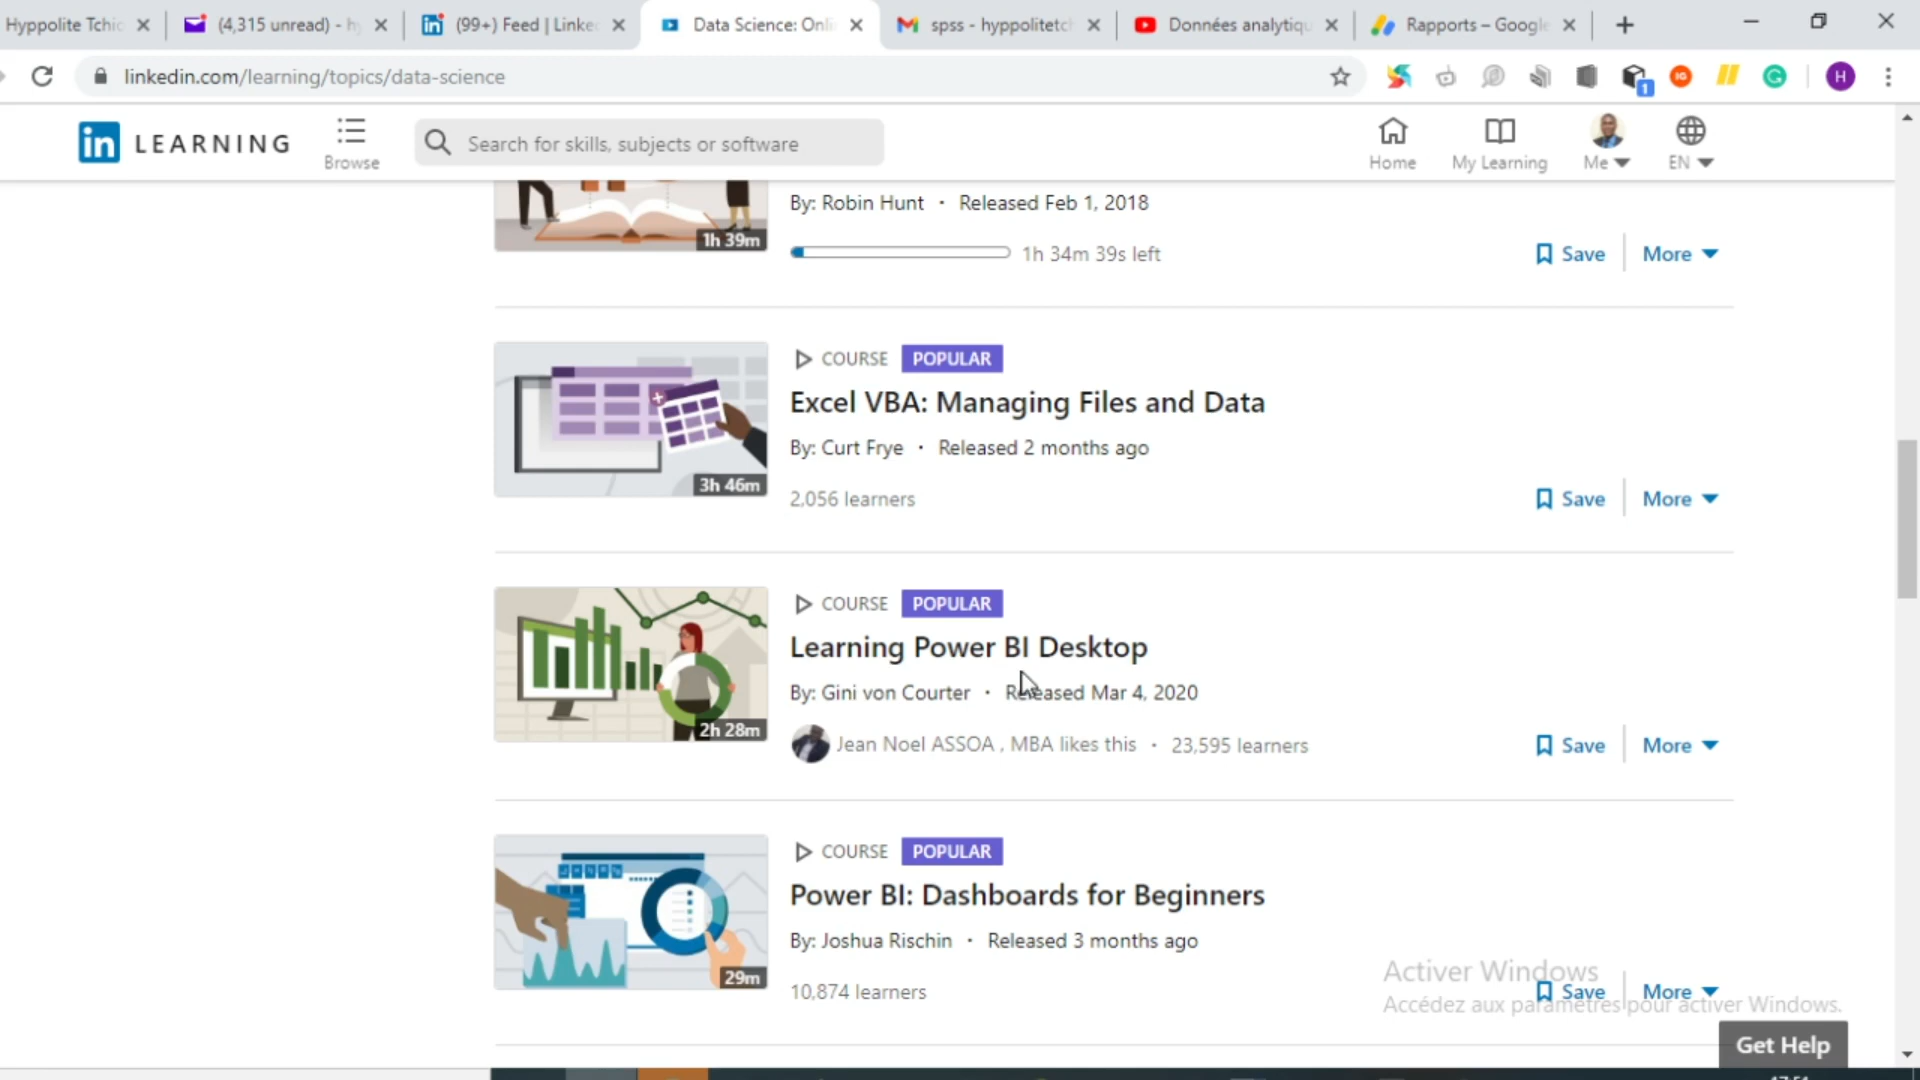 Hyppolite Tchic
(4,315 unread) - hy
(99+) Feed | Linke
Data Science: Onli
spss - hyppolitetch
Données analytiqu
Rapports – Google
linkedin.com/learning/topics/data-science
H
1
in LEARNING
Browse
Search for skills, subjects or software
Home
My Learning
Me
EN
By: Robin Hunt · Released Feb 1, 2018
1h 39m
1h 34m 39s left
Save
More
COURSE POPULAR
Excel VBA: Managing Files and Data
By: Curt Frye · Released 2 months ago
3h 46m
2,056 learners
Save
More
COURSE POPULAR
Learning Power BI Desktop
By: Gini von Courter · Released Mar 4, 2020
2h 28m
Jean Noel ASSOA , MBA likes this · 23,595 learners
Save
More
COURSE POPULAR
Power BI: Dashboards for Beginners
By: Joshua Rischin · Released 3 months ago
29m
10,874 learners
Save
More
Activer Windows
Accédez aux paramètres pour activer Windows.
Get Help